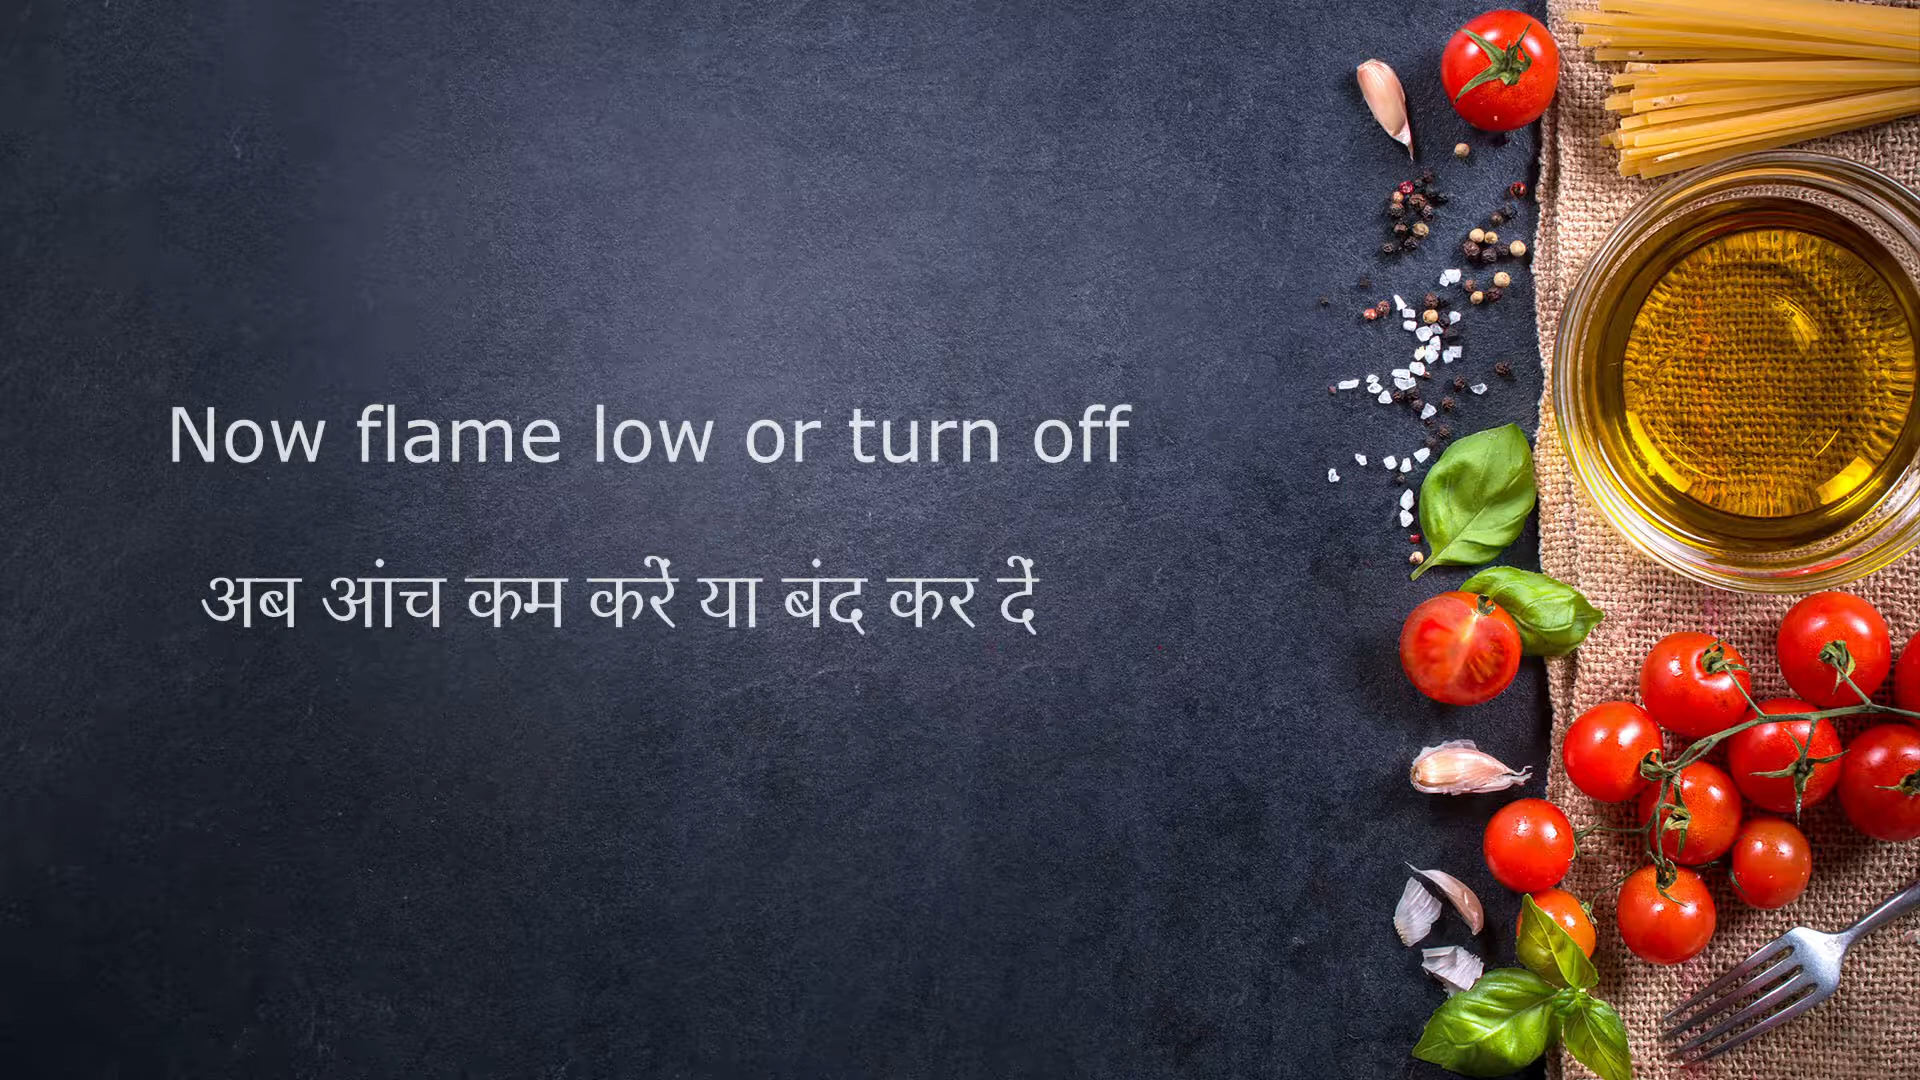 Now flame low or turn off
अब आंच कम करें या बंद कर दें